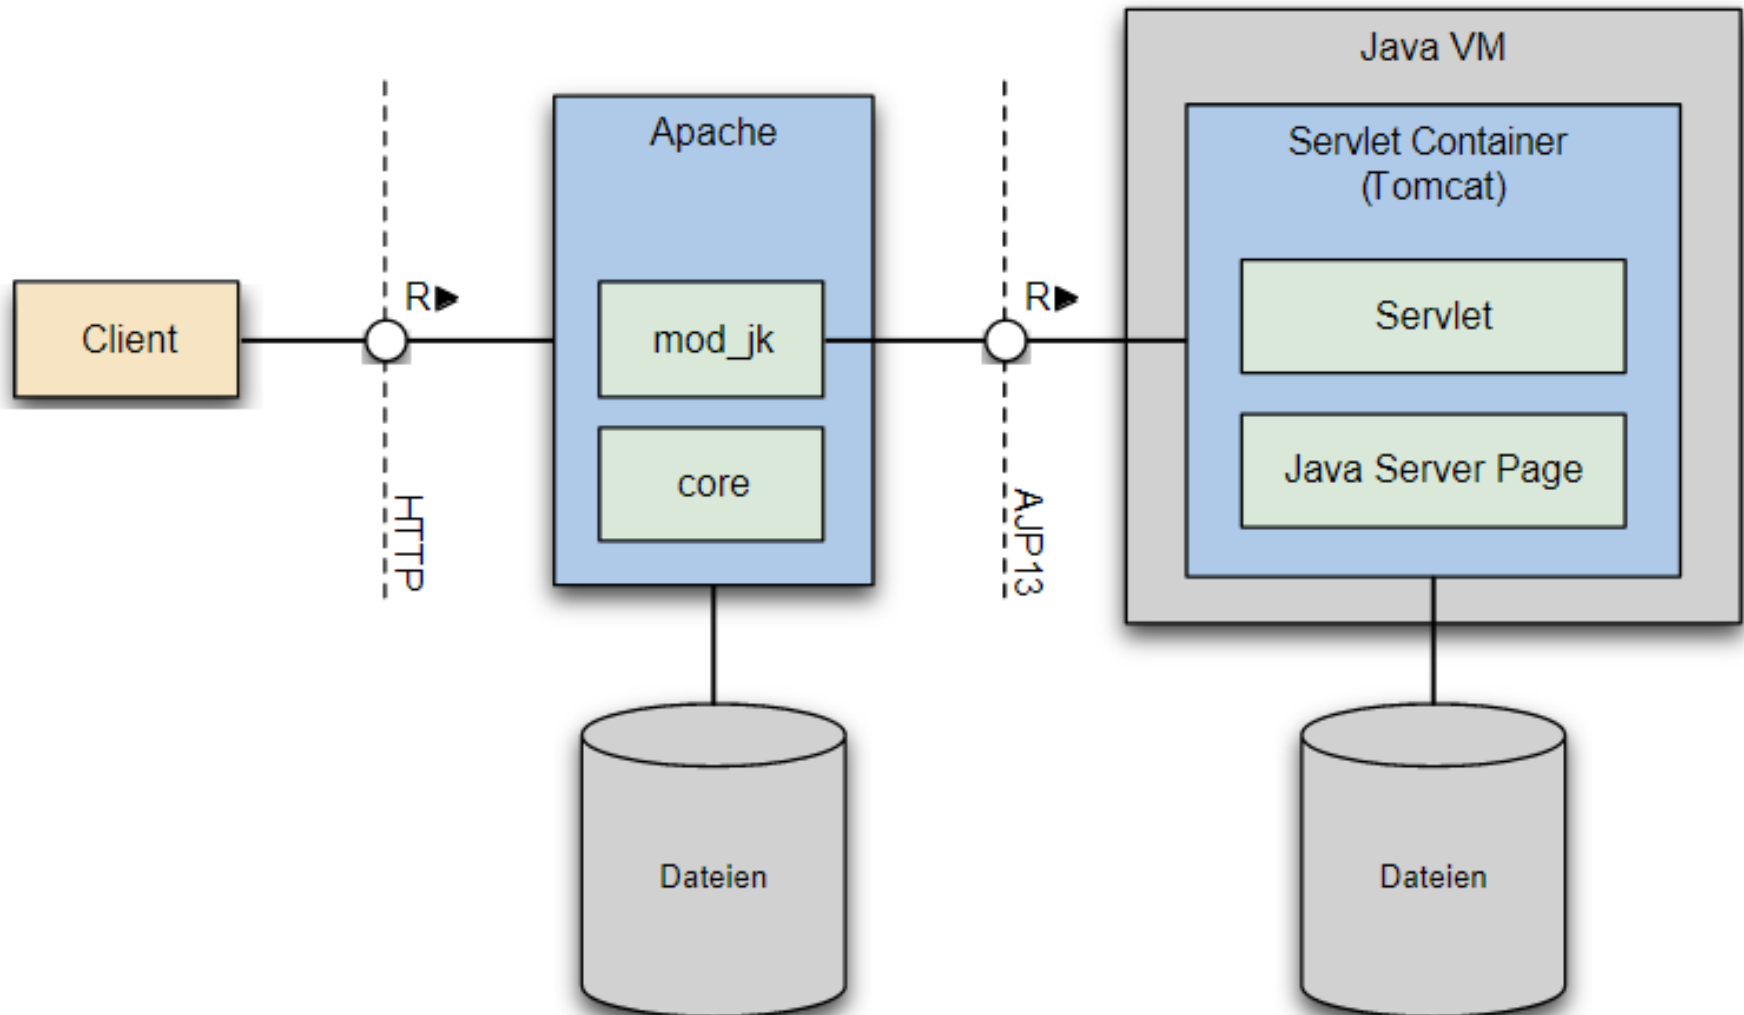 Java VM
Apache
Servlet Container
(Tomcat)
R▶
R▶
Client
mod_jk
Servlet
core
Java Server Page
HTTP
AJP13
Dateien
Dateien